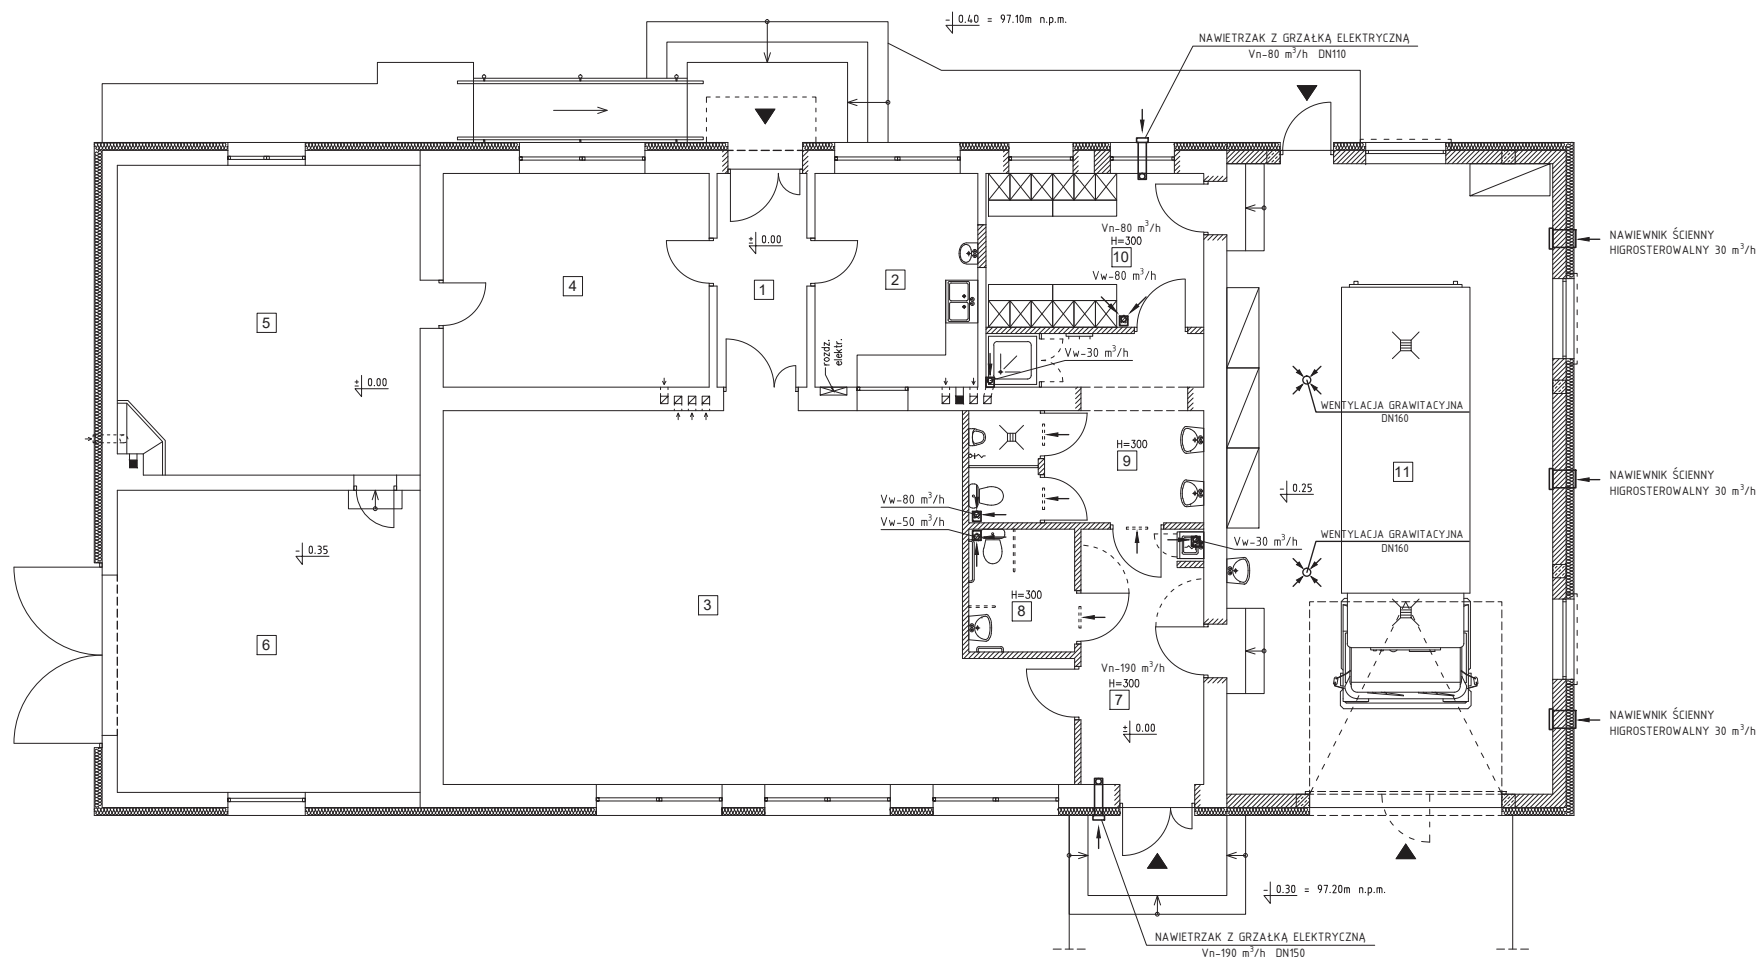 - 0.40 = 97.10m n.p.m.
NAWIETRZAK Z GRZAŁKĄ ELEKTRYCZNĄ
Vn-80 m³/h DN110
NAWIEWNIK ŚCIENNY
HIGROSTEROWALNY 30 m³/h
Vn-80 m³/h
H=300
10
Vw-80 m³/h
± 0.00
1
2
4
5
rozdz.
elektr.
Vw-30 m³/h
± 0.00
WENTYLACJA GRAWITACYJNA
DN160
H=300
9
11
- 0.25
NAWIEWNIK ŚCIENNY
HIGROSTEROWALNY 30 m³/h
Vw-80 m³/h
Vw-50 m³/h
Vw-30 m³/h
WENTYLACJA GRAWITACYJNA
DN160
- 0.35
H=300
8
3
6
Vn-190 m³/h
H=300
7
± 0.00
NAWIEWNIK ŚCIENNY
HIGROSTEROWALNY 30 m³/h
- 0.30 = 97.20m n.p.m.
NAWIETRZAK Z GRZAŁKĄ ELEKTRYCZNĄ
Vn-190 m³/h DN150